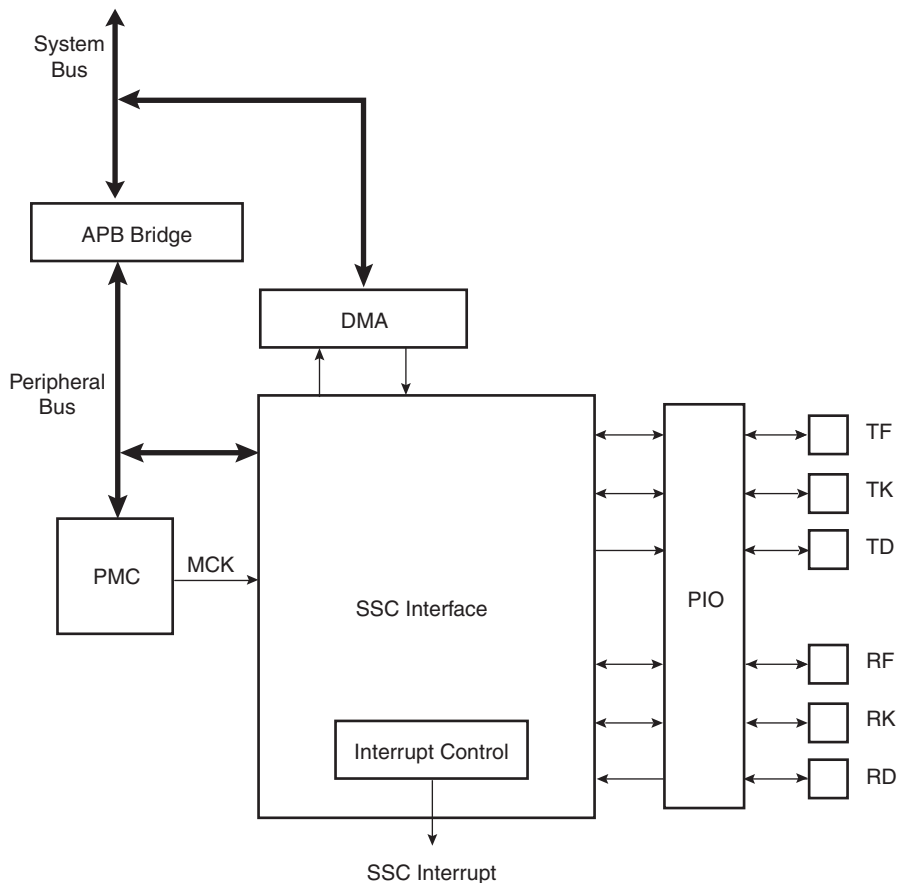 System
Bus
APB Bridge
DMA
Peripheral
Bus
PMC
MCK
SSC Interface
PIO
TF
TK
TD
RF
RK
RD
Interrupt Control
SSC Interrupt